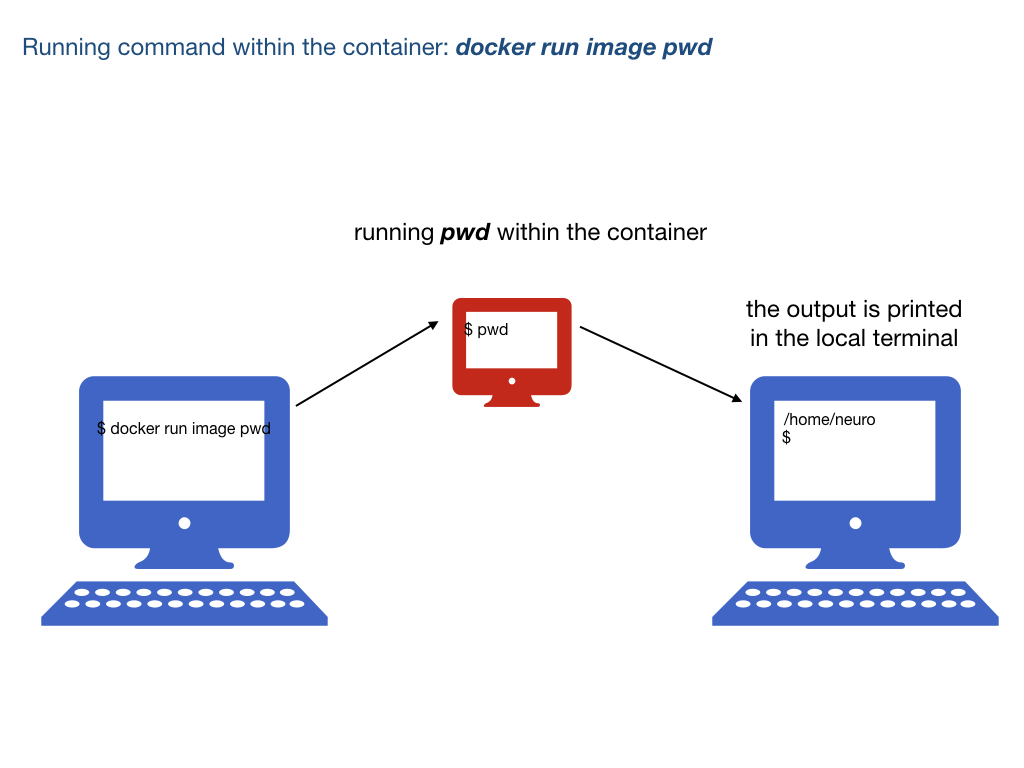 Running command within the container: docker run image pwd
running pwd within the container
$ pwd
the output is printed
in the local terminal
$ docker run image pwd
/home/neuro
$